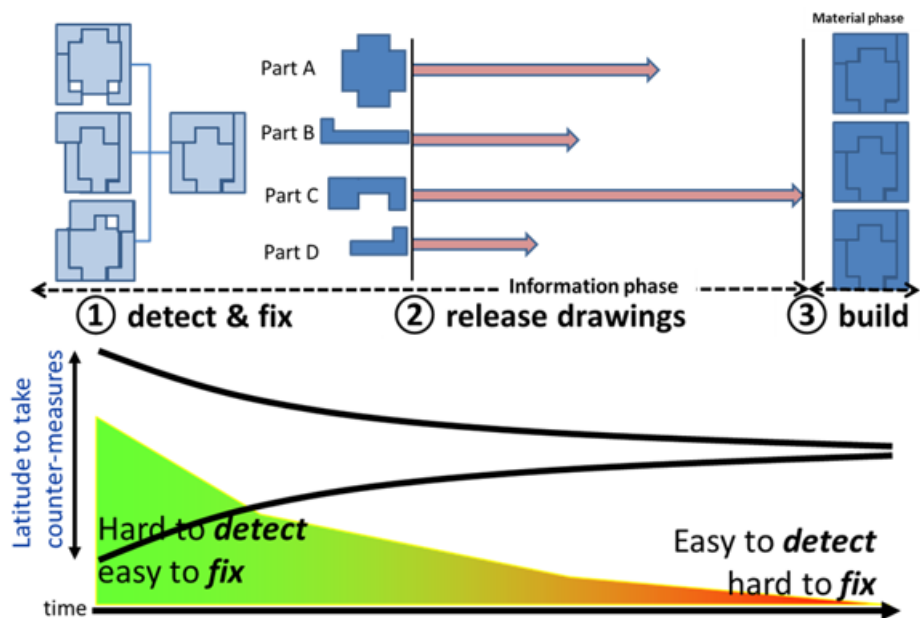 Material phase
Part A
Part B
Part C
Part D
Information phase
① detect & fix
② release drawings
③ build
Latitude to take
counter-measures
Hard to detect
easy to fix
Easy to detect
hard to fix
time